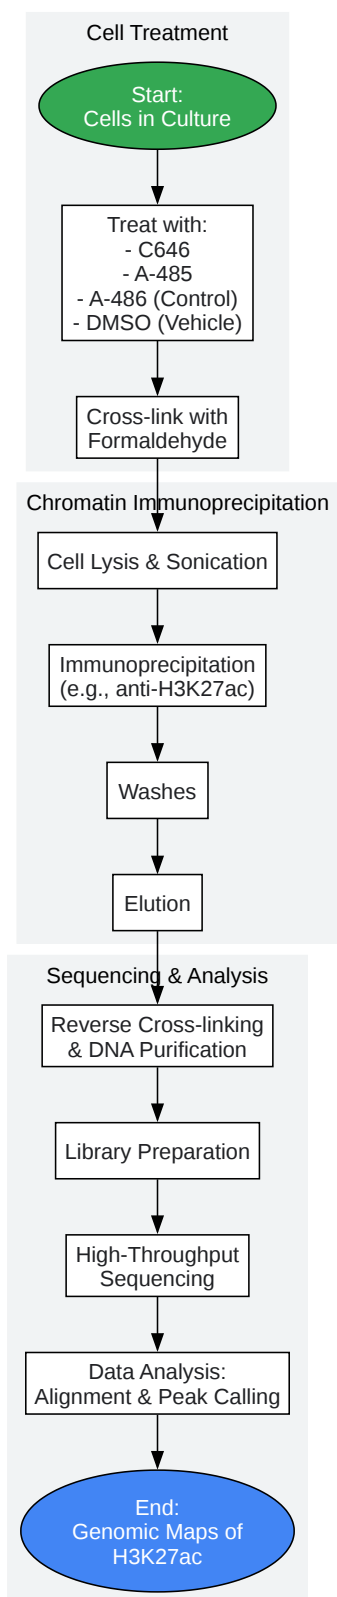 Cell Treatment
Start:
Cells in Culture
Treat with:
- C646
- A-485
- A-486 (Control)
- DMSO (Vehicle)
Cross-link with
Formaldehyde
Chromatin Immunoprecipitation
Cell Lysis & Sonication
Immunoprecipitation
(e.g., anti-H3K27ac)
Washes
Elution
Sequencing & Analysis
Reverse Cross-linking
& DNA Purification
Library Preparation
High-Throughput
Sequencing
Data Analysis:
Alignment & Peak Calling
End:
Genomic Maps of
H3K27ac